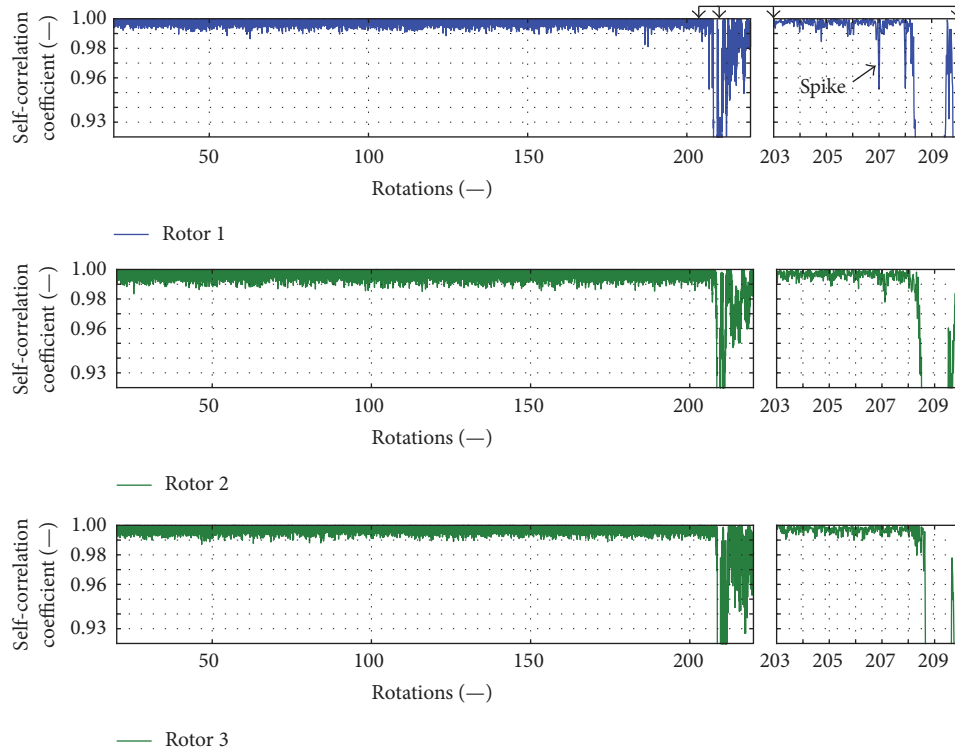 Self-correlation
coefficient (—)
1.00
0.98
0.96
0.93
50 100 150 200
Rotations (—)
Spike
203 205 207 209
Rotor 1
Self-correlation
coefficient (—)
1.00
0.98
0.96
0.93
50 100 150 200
Rotations (—)
203 205 207 209
Rotor 2
Self-correlation
coefficient (—)
1.00
0.98
0.96
0.93
50 100 150 200
Rotations (—)
203 205 207 209
Rotor 3